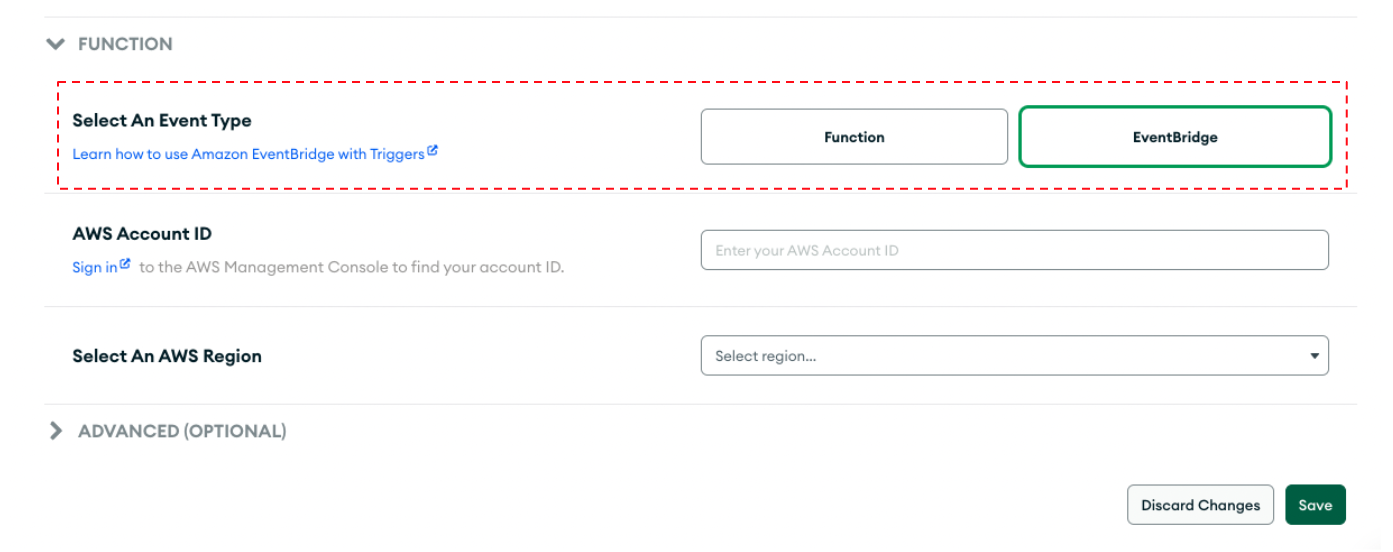 FUNCTION
Select An Event Type
Learn how to use Amazon EventBridge with Triggers
Function
EventBridge
AWS Account ID
Sign in to the AWS Management Console to find your account ID.
Enter your AWS Account ID
Select An AWS Region
Select region...
ADVANCED (OPTIONAL)
Discard Changes
Save